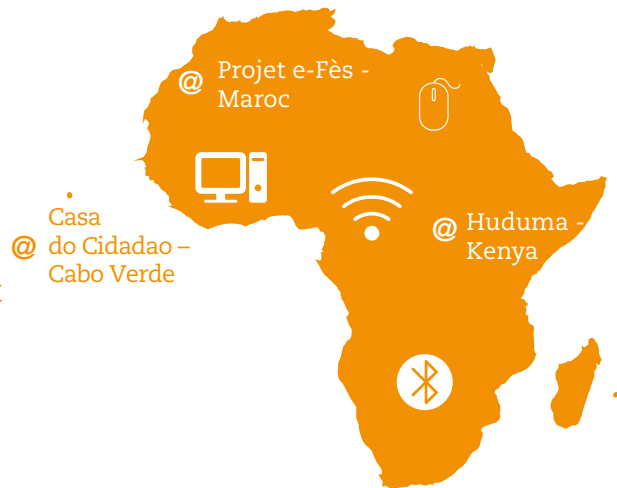 @ Projet e-Fès -
Maroc
Casa
@ do Cidadao –
Cabo Verde
@ Huduma -
Kenya